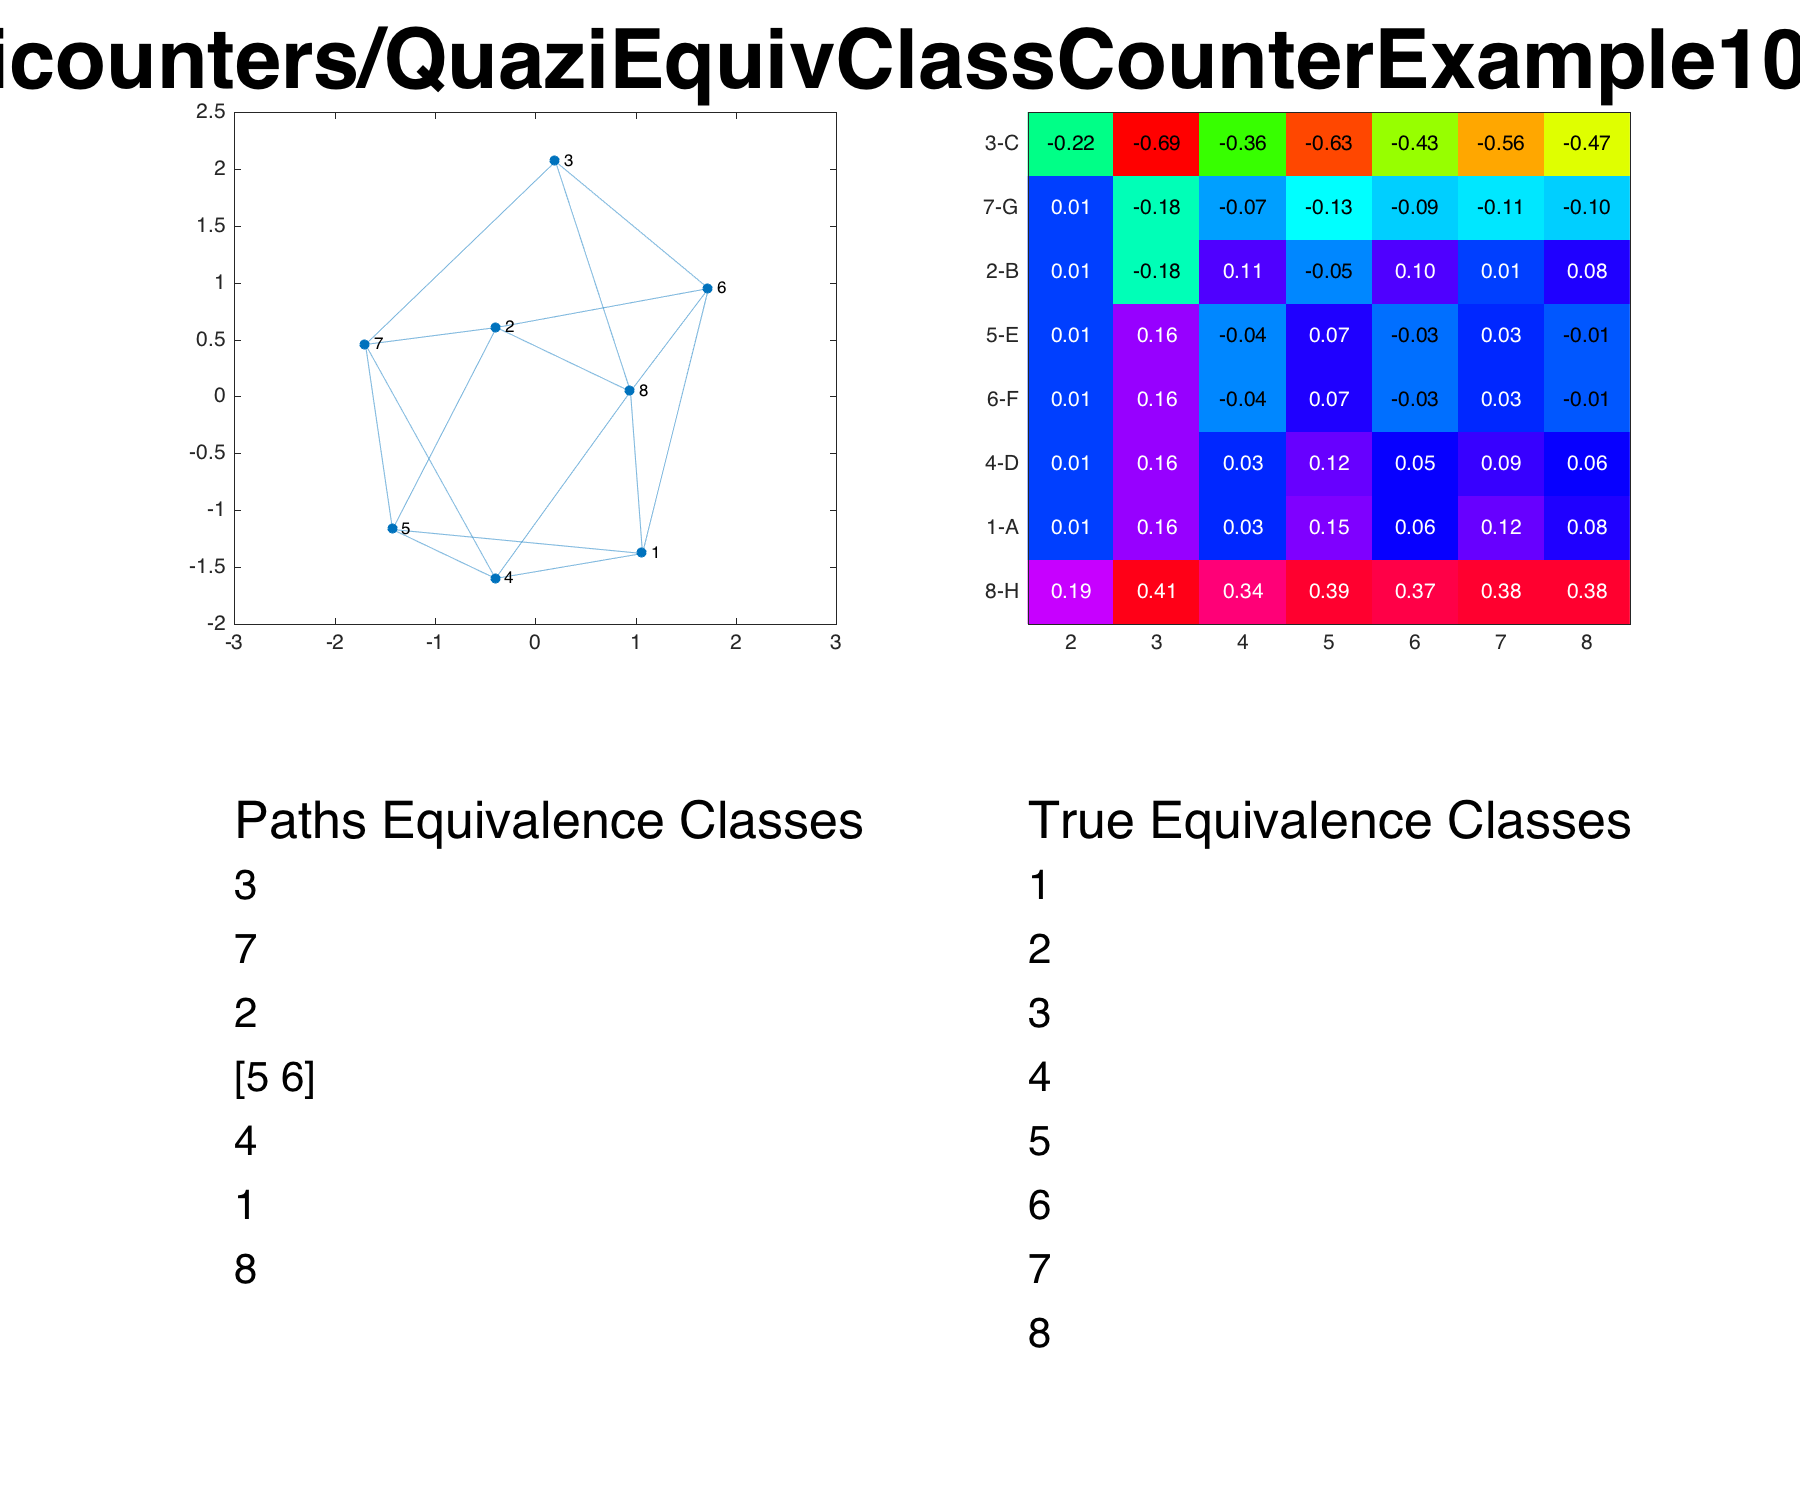 icounters/QuaziEquivClassCounterExample10
2.5
2
1.5
1
0.5
0
-0.5
-1
-1.5
-2
-3 -2 -1 0 1 2 3
3
6
2
7
8
5
1
4
3-C -0.22 -0.69 -0.36 -0.63 -0.43 -0.56 -0.47
7-G 0.01 -0.18 -0.07 -0.13 -0.09 -0.11 -0.10
2-B 0.01 -0.18 0.11 -0.05 0.10 0.01 0.08
5-E 0.01 0.16 -0.04 0.07 -0.03 0.03 -0.01
6-F 0.01 0.16 -0.04 0.07 -0.03 0.03 -0.01
4-D 0.01 0.16 0.03 0.12 0.05 0.09 0.06
1-A 0.01 0.16 0.03 0.15 0.06 0.12 0.08
8-H 0.19 0.41 0.34 0.39 0.37 0.38 0.38
2 3 4 5 6 7 8
Paths Equivalence Classes
3
7
2
[5 6]
4
1
8
True Equivalence Classes
1
2
3
4
5
6
7
8